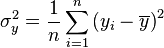 σ_y^2 = \frac{1}{n} \sum_{i=1}^{n} (y_i − \overline{y})^2